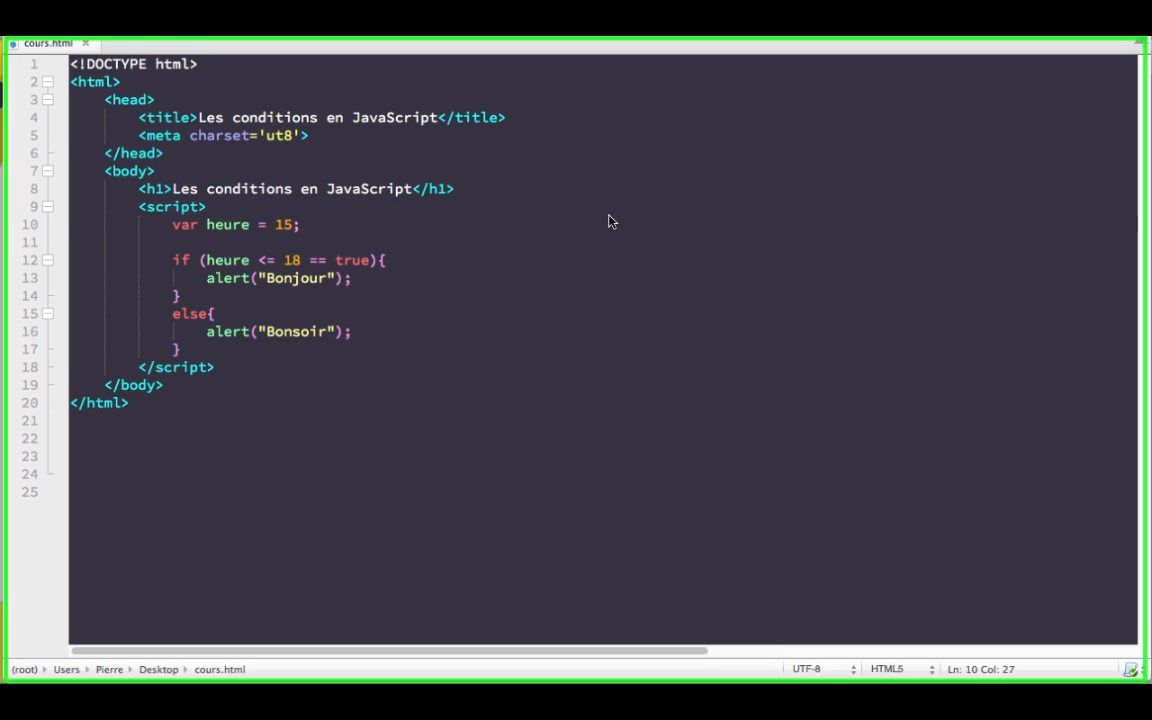 cours.html
1 <!DOCTYPE html>
2 <html>
3 <head>
4 <title>Les conditions en JavaScript</title>
5 <meta charset='ut8'>
6 </head>
7 <body>
8 <h1>Les conditions en JavaScript</h1>
9 <script>
10 var heure = 15;
11
12 if (heure <= 18 == true){
13 alert("Bonjour");
14 }
15 else{
16 alert("Bonsoir");
17 }
18 </script>
19 </body>
20 </html>
21
22
23
24
25
(root) Users Pierre Desktop cours.html UTF-8 HTML5 Ln: 10 Col: 27